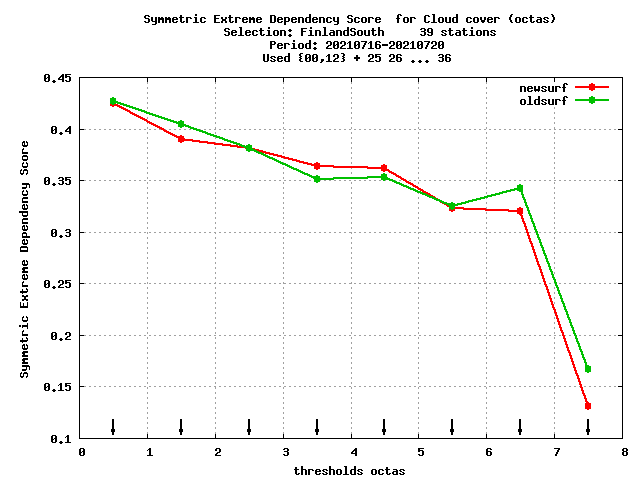 Symmetric Extreme Dependency Score  for Cloud cover (octas)
Selection: FinlandSouth     39 stations
Period: 20210716-20210720
Used {00,12} + 25 26 ... 36
newsurf
oldsurf
Symmetric Extreme Dependency Score
0.45
0.4
0.35
0.3
0.25
0.2
0.15
0.1
0 1 2 3 4 5 6 7 8
thresholds octas